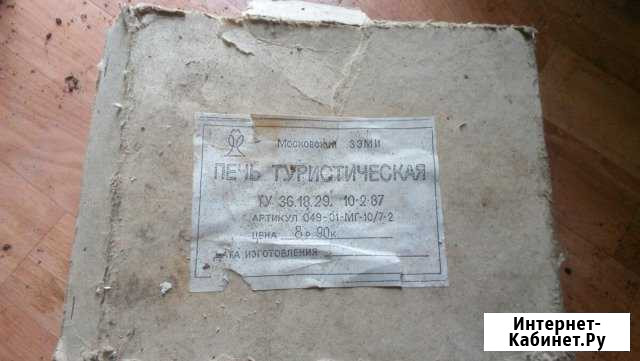 Московский ЗЭМИ
ПЕЧЬ ТУРИСТИЧЕСКАЯ
ТУ 36.18.29. 10-2-87
АРТИКУЛ 049-01-МГ-10/7-2
ЦЕНА 8 р 90 к
ДАТА ИЗГОТОВЛЕНИЯ
Интернет-
Кабинет.Ру